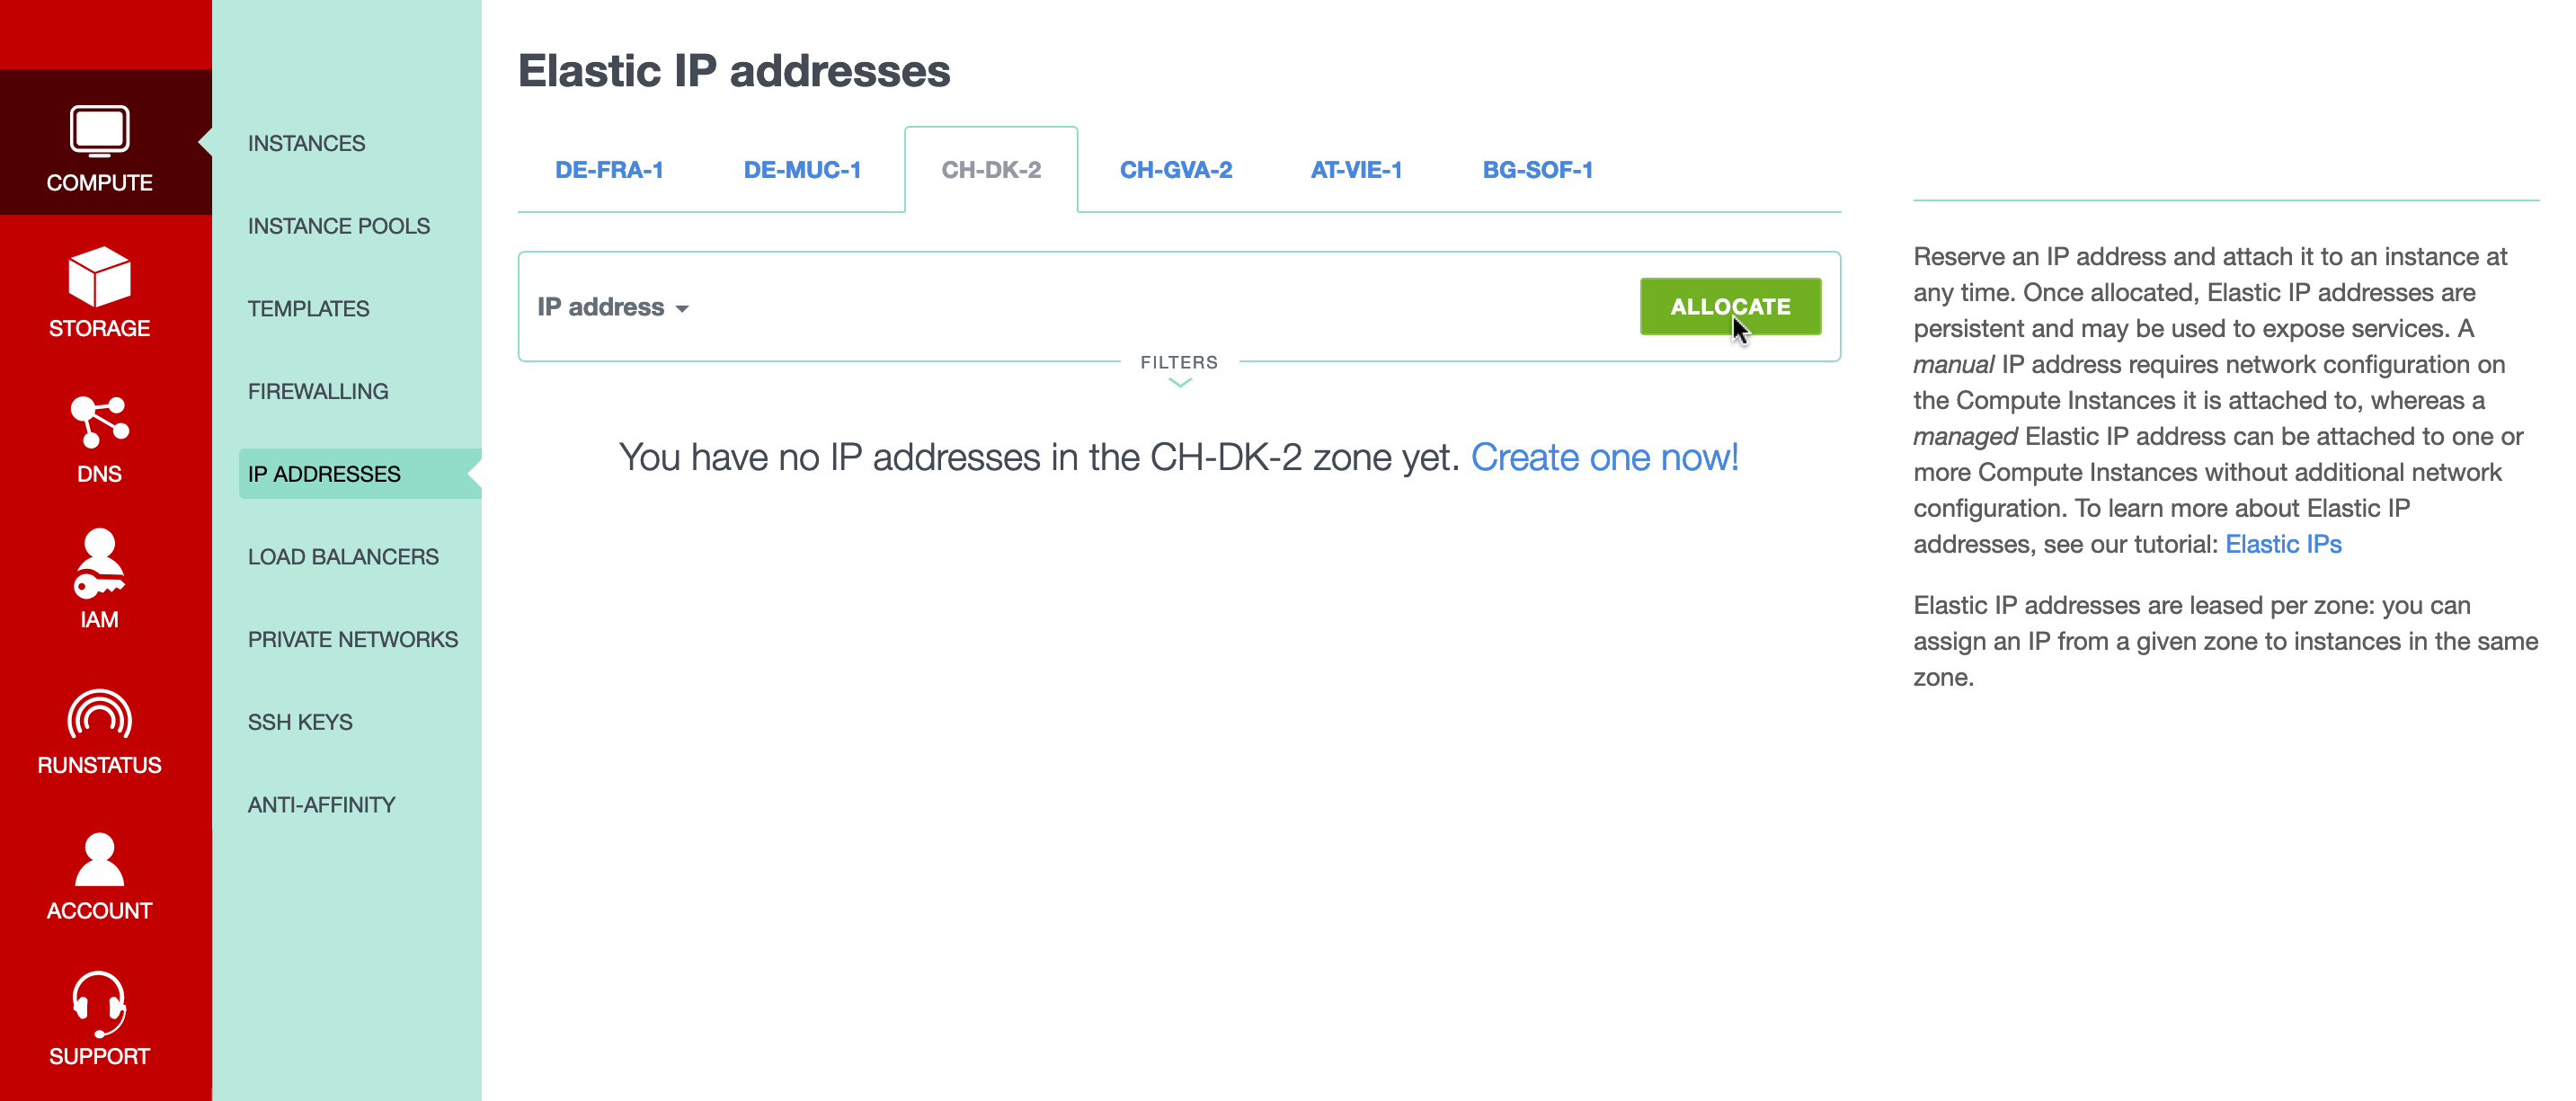 COMPUTE
STORAGE
DNS
IAM
RUNSTATUS
ACCOUNT
SUPPORT
INSTANCES
INSTANCE POOLS
TEMPLATES
FIREWALLING
IP ADDRESSES
LOAD BALANCERS
PRIVATE NETWORKS
SSH KEYS
ANTI-AFFINITY
Elastic IP addresses
DE-FRA-1 DE-MUC-1 CH-DK-2 CH-GVA-2 AT-VIE-1 BG-SOF-1
IP address ALLOCATE
FILTERS
You have no IP addresses in the CH-DK-2 zone yet. Create one now!
Reserve an IP address and attach it to an instance at
any time. Once allocated, Elastic IP addresses are
persistent and may be used to expose services. A
manual IP address requires network configuration on
the Compute Instances it is attached to, whereas a
managed Elastic IP address can be attached to one or
more Compute Instances without additional network
configuration. To learn more about Elastic IP
addresses, see our tutorial: Elastic IPs
Elastic IP addresses are leased per zone: you can
assign an IP from a given zone to instances in the same
zone.